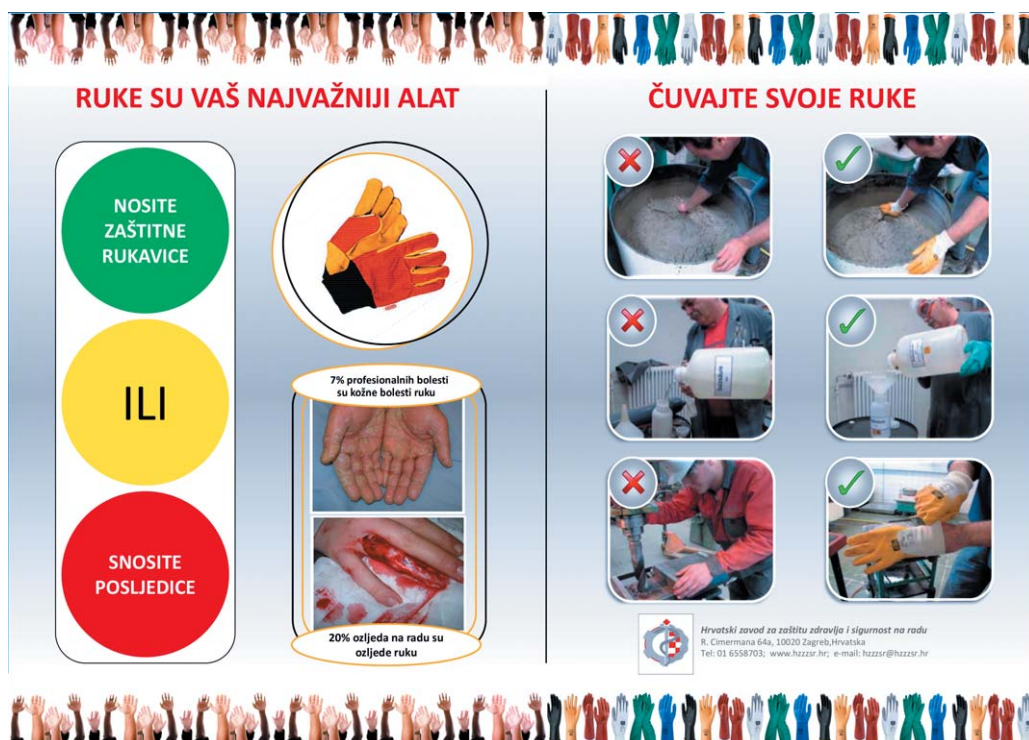 RUKE SU VAŠ NAJVAŽNIJI ALAT
NOSITE
ZAŠTITNE
RUKAVICE
ILI
SNOSITE
POSLJEDICE
7% profesionalnih bolesti
su kožne bolesti ruku
20% ozljeda na radu su
ozljede ruku
ČUVAJTE SVOJE RUKE
Hrvatski zavod za zaštitu zdravlja i sigurnost na radu
R. Cimermana 64a, 10020 Zagreb,Hrvatska
Tel: 01 6558703; www.hzzzsr.hr; e-mail: hzzzsr@hzzzsr.hr